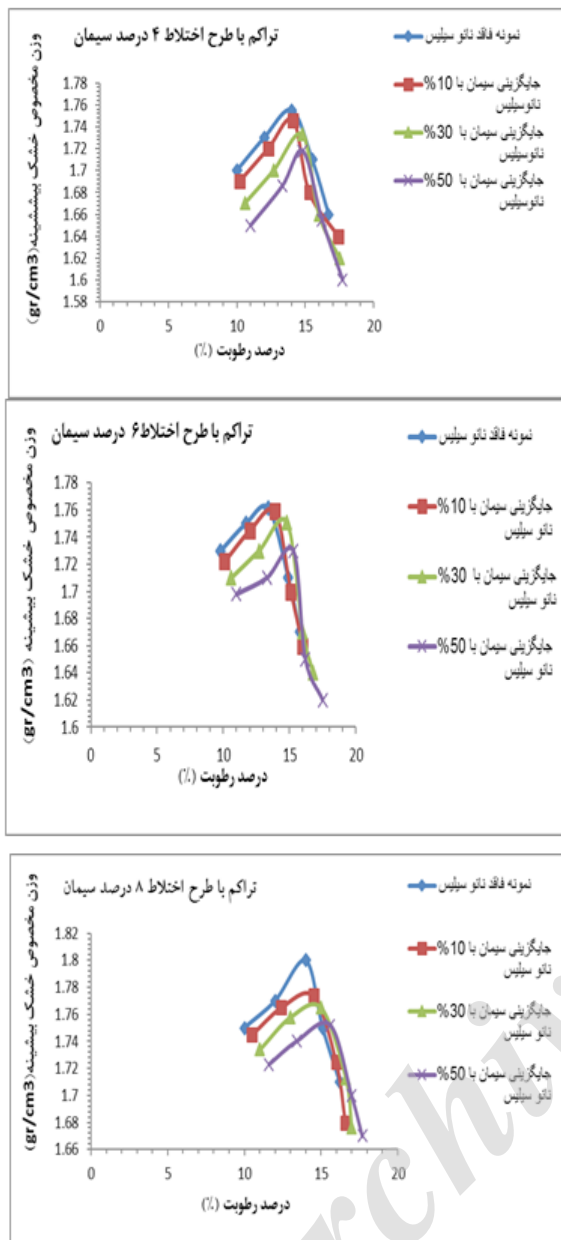 تراکم با طرح اختلاط ۴ درصد سیمان
وزن مخصوص خشک بیشینه(gr/cm3)
1.78
1.76
1.74
1.72
1.7
1.68
1.66
1.64
1.62
1.6
1.58
0 5 10 15 20
درصد رطوبت (٪)
نمونه فاقد نانو سیلیس
جایگزینی سیمان با 10%
نانوسیلیس
جایگزینی سیمان با 30%
نانوسیلیس
جایگزینی سیمان با 50%
نانوسیلیس
تراکم با طرح اختلاط۶ درصد سیمان
وزن مخصوص خشک بیشینه (gr/cm3)
1.78
1.76
1.74
1.72
1.7
1.68
1.66
1.64
1.62
1.6
0 5 10 15 20
درصد رطوبت (٪)
نمونه فاقد نانو سیلیس
جایگزینی سیمان با 10%
نانو سیلیس
جایگزینی سیمان با 30%
نانو سیلیس
جایگزینی سیمان با 50%
نانو سیلیس
تراکم با طرح اختلاط ۸ درصد سیمان
وزن مخصوص خشک بیشینه(gr/cm3)
1.82
1.8
1.78
1.76
1.74
1.72
1.7
1.68
1.66
0 5 10 15 20
درصد رطوبت (٪)
نمونه فاقد نانو سیلیس
جایگزینی سیمان با 10%
نانو سیلیس
جایگزینی سیمان با 30%
نانو سیلیس
جایگزینی سیمان با 50%
نانو سیلیس